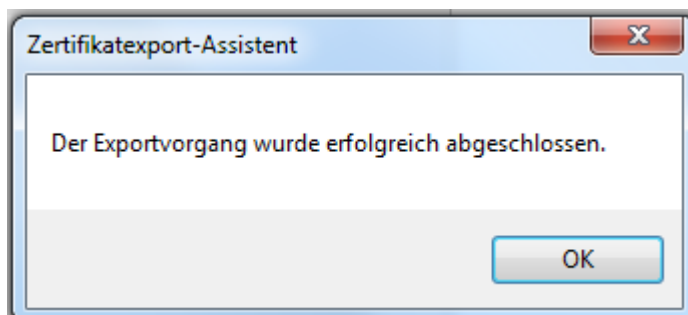 Zertifikatexport-Assistent
Der Exportvorgang wurde erfolgreich abgeschlossen.
OK